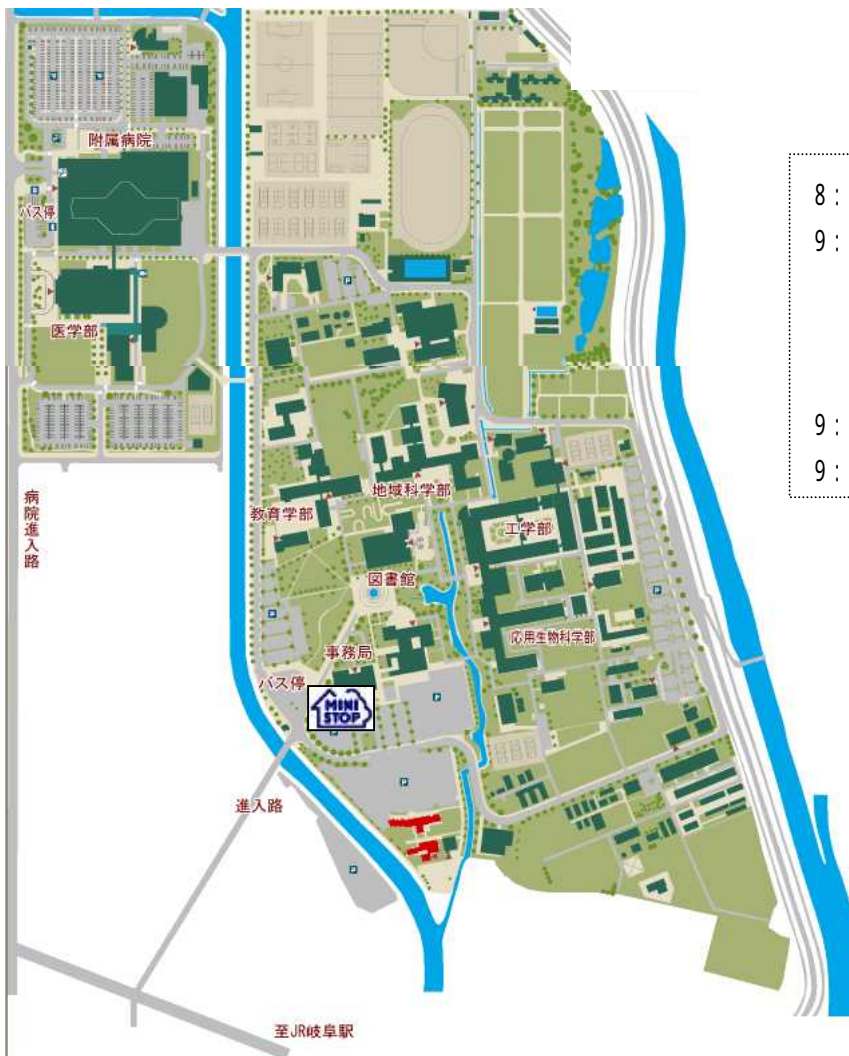 附属病院
バス停
医学部
8:
9:
9:
9:
病院進入路
教育学部
地域科学部
工学部
図書館
応用生物科学部
事務局
バス停
MINI
STOP
進入路
至JR岐阜駅
P
P
P
P
P
P
P
P